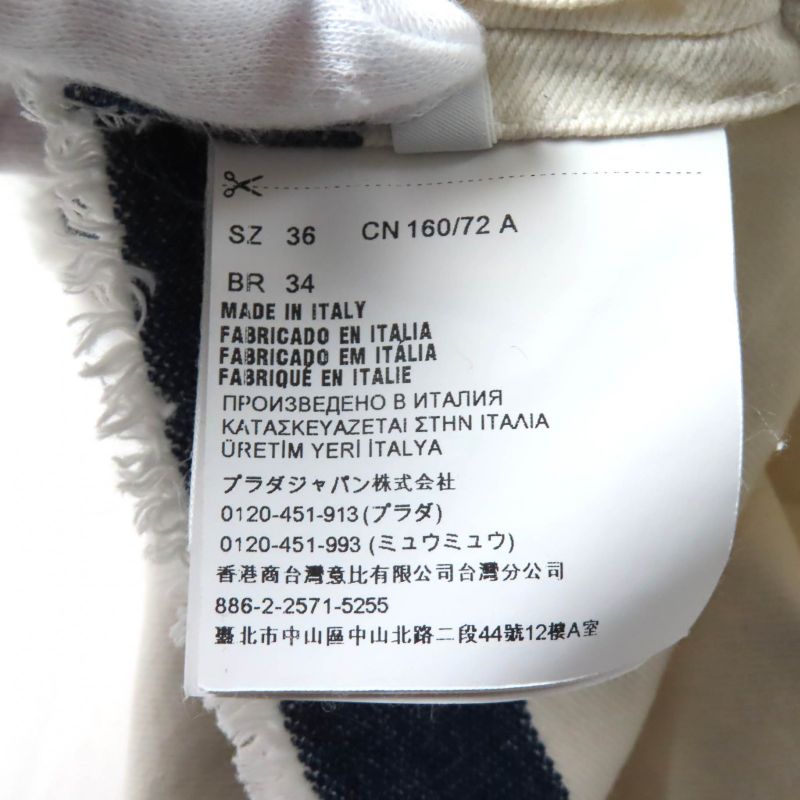 SZ 36 CN 160/72 A
BR 34
MADE IN ITALY
FABRICADO EN ITALIA
FABRICADO EM ITÁLIA
FABRIQUÉ EN ITALIE
ПРОИЗВЕДЕНО В ИТАЛИЯ
ΚΑΤΑΣΚΕΥΑΖΕΤΑΙ ΣΤΗΝ ΙΤΑΛΙΑ
ÜRETİM YERİ İTALYA
プラダジャパン株式会社
0120-451-913 (プラダ)
0120-451-993 (ミュウミュウ)
香港商台灣意比有限公司台灣分公司
886-2-2571-5255
臺北市中山區中山北路二段44號12樓A室